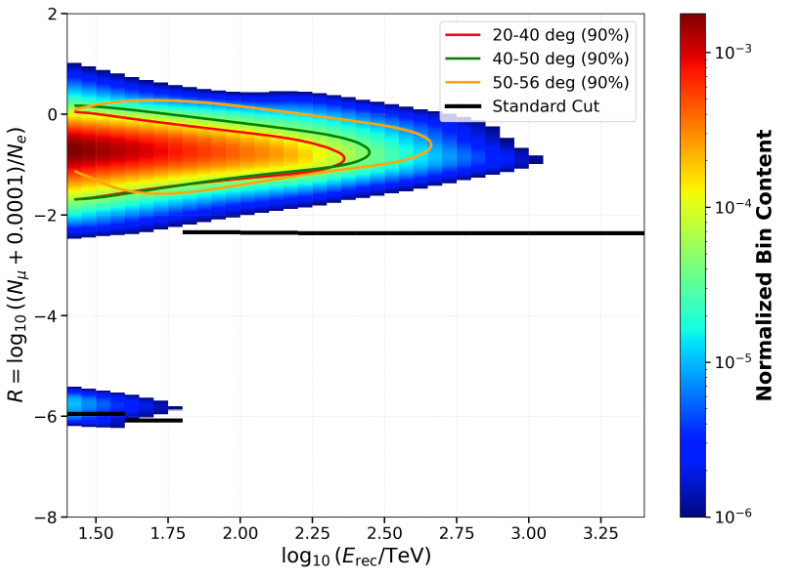 2
0
−2
−4
−6
−8
R = log₁₀ ((Nμ + 0.0001)/Nₑ)
1.50 1.75 2.00 2.25 2.50 2.75 3.00 3.25
log₁₀ (E_rec/TeV)
20-40 deg (90%)
40-50 deg (90%)
50-56 deg (90%)
Standard Cut
10⁻³
10⁻⁴
10⁻⁵
10⁻⁶
Normalized Bin Content